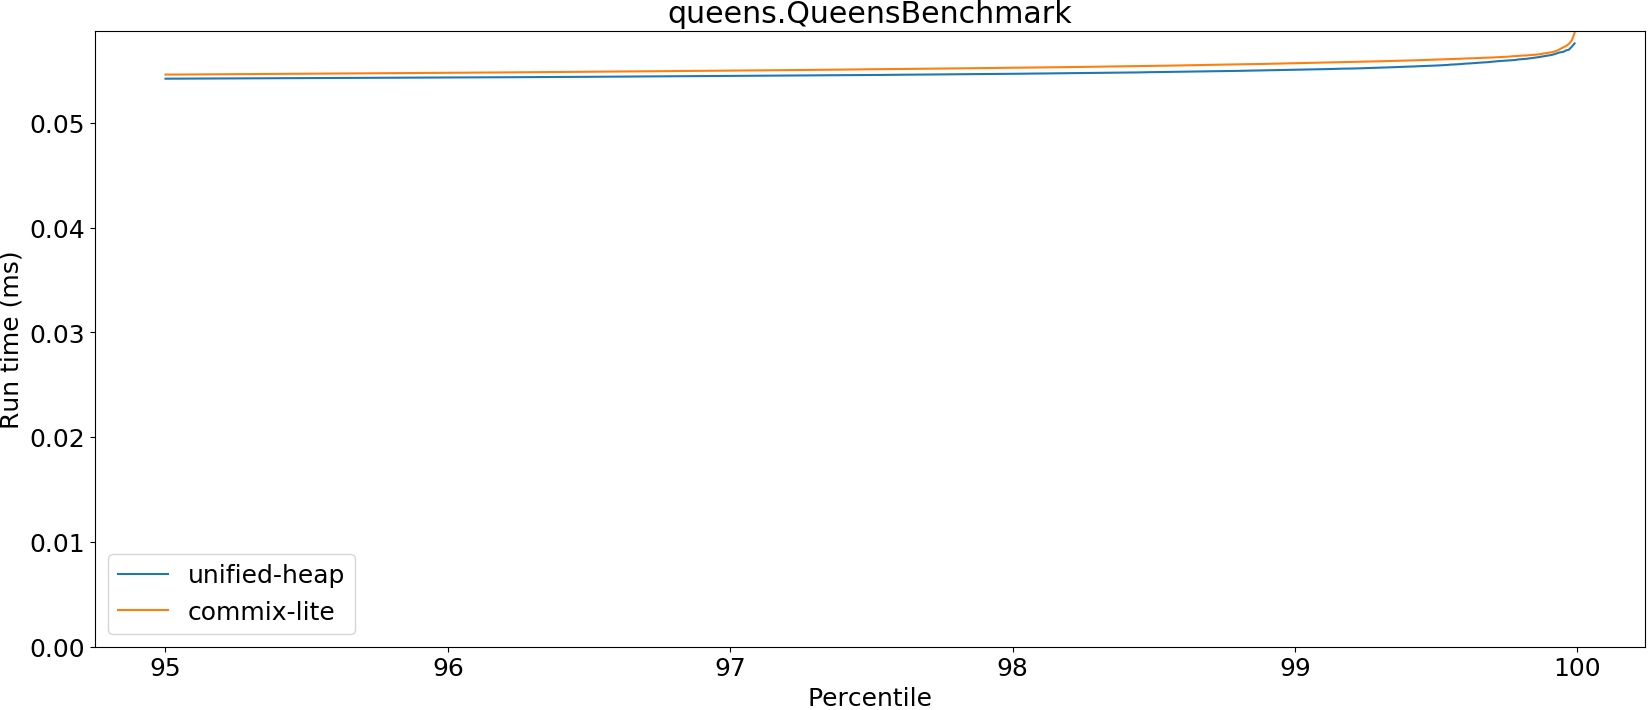 queens.QueensBenchmark
Run time (ms)
0.05
0.04
0.03
0.02
0.01
0.00
unified-heap
commix-lite
95 96 97 98 99 100
Percentile